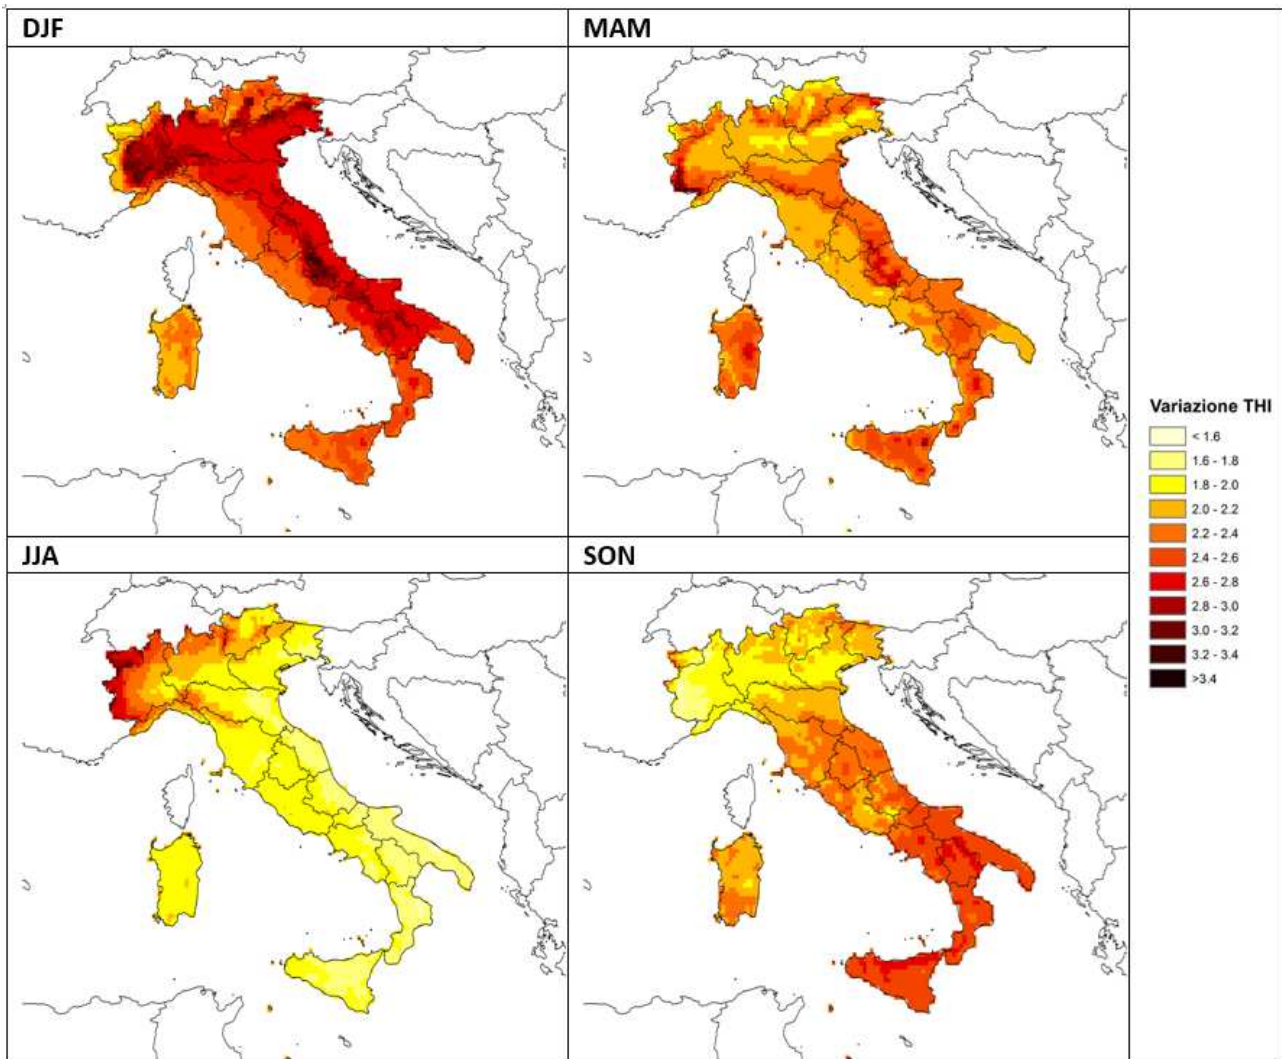 DJF
MAM
JJA
SON
Variazione THI
< 1.6
1.6 - 1.8
1.8 - 2.0
2.0 - 2.2
2.2 - 2.4
2.4 - 2.6
2.6 - 2.8
2.8 - 3.0
3.0 - 3.2
3.2 - 3.4
>3.4